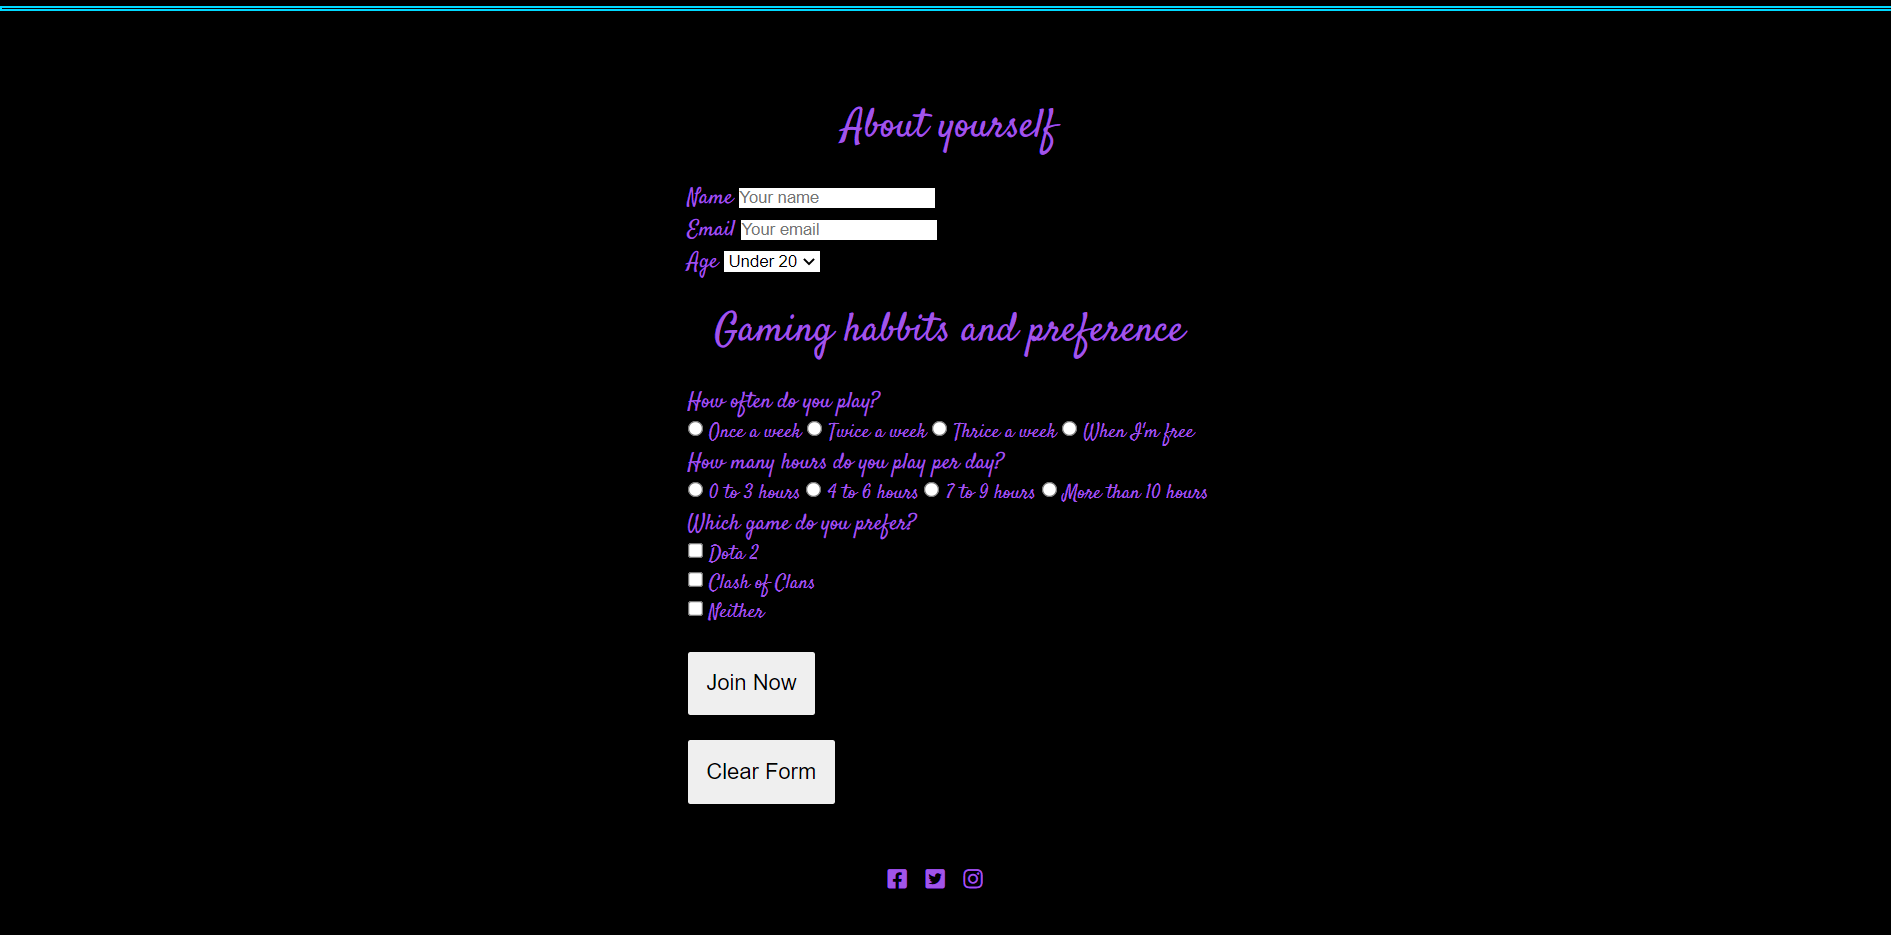 About yourself
Name Your name
Email Your email
Age Under 20
Gaming habbits and preference
How often do you play?
Once a week Twice a week Thrice a week When I'm free
How many hours do you play per day?
0 to 3 hours 4 to 6 hours 7 to 9 hours More than 10 hours
Which game do you prefer?
Dota 2
Clash of Clans
Neither
Join Now
Clear Form